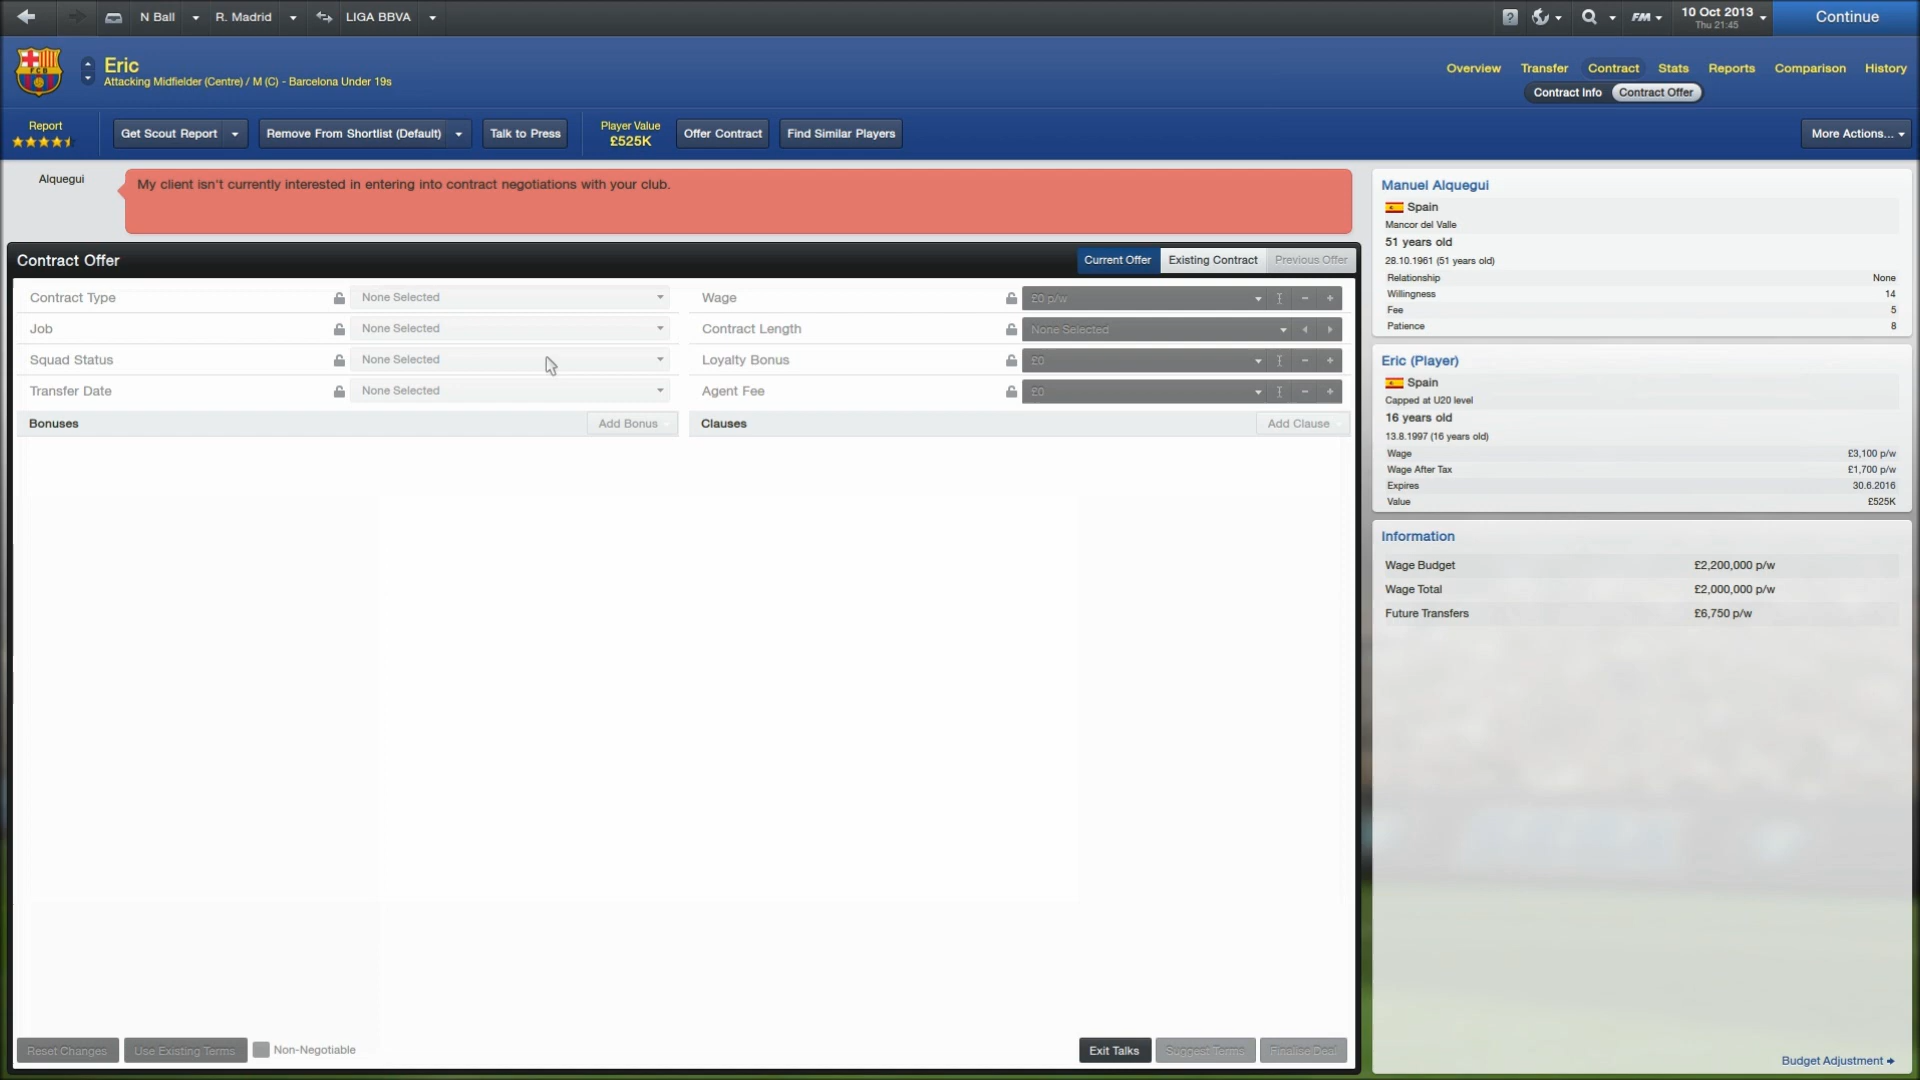 N Ball R. Madrid LIGA BBVA FM 10 Oct 2013 Continue
Thu 21:45
Eric
Attacking Midfielder (Centre) / M (C) - Barcelona Under 19s
Overview Transfer Contract Stats Reports Comparison History
Contract Info Contract Offer
Report
Get Scout Report Remove From Shortlist (Default) Talk to Press Player Value Offer Contract Find Similar Players More Actions...
£525K
Alquegui
My client isn't currently interested in entering into contract negotiations with your club.
Contract Offer Current Offer Existing Contract Previous Offer
Contract Type None Selected Wage £0 p/w
Job None Selected Contract Length None Selected
Squad Status None Selected Loyalty Bonus £0
Transfer Date None Selected Agent Fee £0
Bonuses Add Bonus Clauses Add Clause
Reset Changes Use Existing Terms Non-Negotiable Exit Talks Suggest Terms Finalise Deal
Manuel Alquegui
Spain
Mancor del Valle
51 years old
28.10.1961 (51 years old)
Relationship None
Willingness 14
Fee 5
Patience 8
Eric (Player)
Spain
Capped at U20 level
16 years old
13.8.1997 (16 years old)
Wage £3,100 p/w
Wage After Tax £1,700 p/w
Expires 30.6.2016
Value £525K
Information
Wage Budget £2,200,000 p/w
Wage Total £2,000,000 p/w
Future Transfers £6,750 p/w
Budget Adjustment